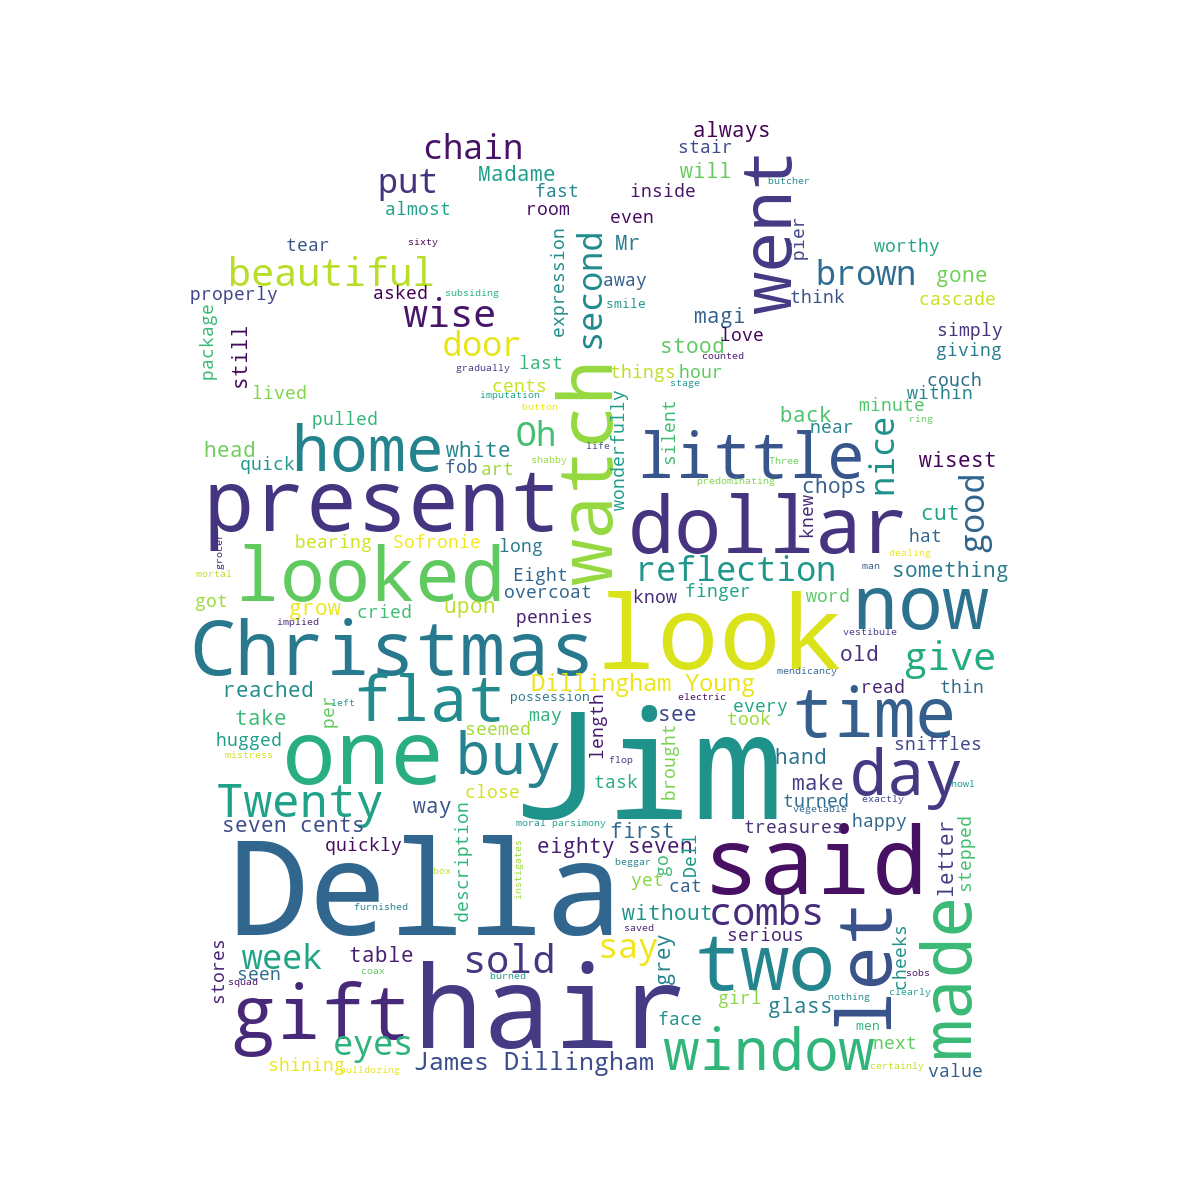 always
chain
stair
Madame
will
put
fast
inside
butcher
almost
room
even
went
tear
sixty
expression
second
Mr
pier
worthy
beautiful
away
brown
gone
properly
asked
subsiding
smile
think
cascade
wise
magi
package
still
door
love
simply
stood
giving
gradually
last
counted
things
hour
couch
cents
stage
lived
imputation
watch
wonderfully
within
button
minute
pulled
back
ring
home
Oh
near
little
head
white
life
silent
nice
wisest
quick
fob
art
shabby
Three
predominating
chops
present
dollar
knew
good
cut
bearing
Sofronie
long
hat
grocer
dealing
looked
reflection
man
something
mortal
Eight
overcoat
finger
know
word
got
grow
cried
upon
pennies
look
now
implied
vestibule
Christmas
old
give
mendicancy
reached
flat
Dillingham Young
possession
electric
read
thin
left
per
take
may
length
see
every
took
time
hugged
seemed
mistress
one
buy
Jim
flop
brought
hand
sniffles
task
make
day
howl
Twenty
way
close
turned
exactly
vegetable
seven cents
moral parsimony
first
treasures
happy
quickly
description
eighty seven
go
Dell
letter
stepped
Della
box
instigates
beggar
yet
cat
said
furnished
without
combs
made
saved
serious
let
cheeks
stores
week
table
sold
say
grey
two
seen
coax
burned
sobs
squad
girl
nothing
clearly
gift
hair
glass
face
men
eyes
window
next
shining
bulldozing
James Dillingham
certainly
value